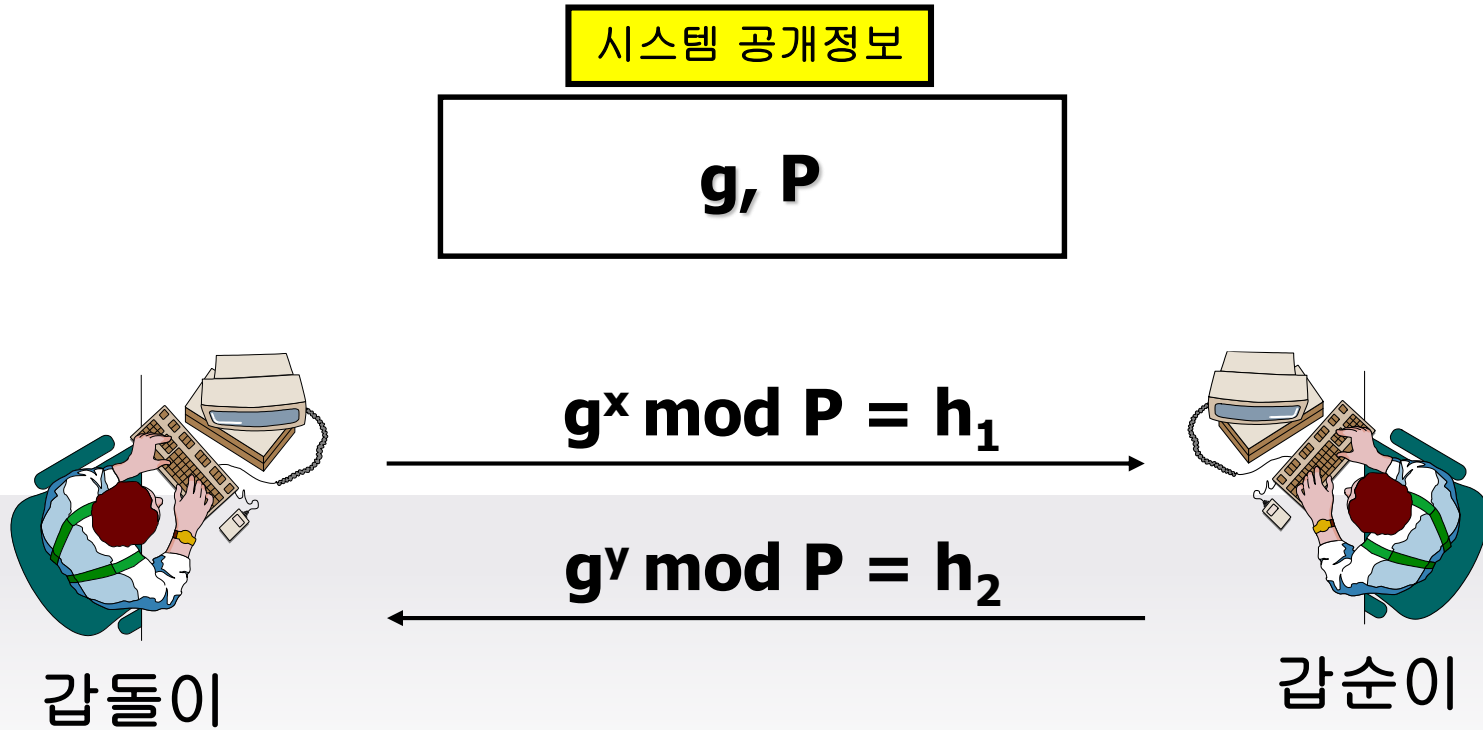 시스템 공개정보
g, P
gˣ mod P = h₁
gʸ mod P = h₂
갑돌이
갑순이